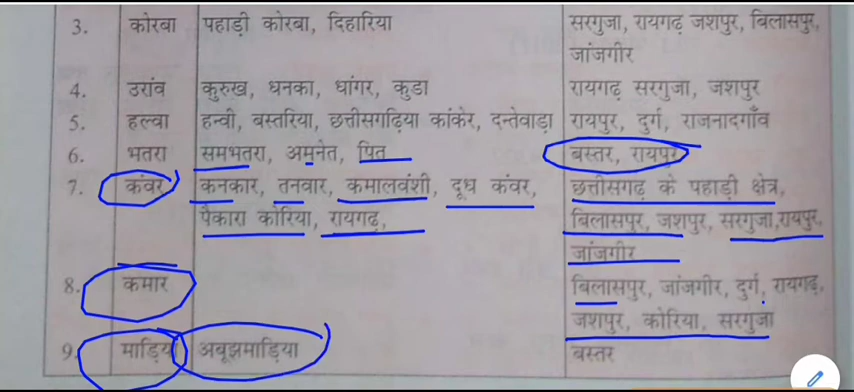 3. कोरबा पहाड़ी कोरबा, दिहारिया सरगुजा, रायगढ़ जशपुर, बिलासपुर,
जांजगीर
4. उरांव कुरुख, धनका, धांगर, कुडा रायगढ़ सरगुजा, जशपुर
5. हल्वा हन्वी, बस्तरिया, छत्तीसगढ़िया कांकेर, दन्तेवाड़ा रायपुर, दुर्ग, राजनादगाँव
6. भतरा समभतरा, अमुनेत, पित बस्तर, रायपुर
7. कंवर कनकार, तनवार, कमालवंशी, दूध कंवर, छत्तीसगढ़ के पहाड़ी क्षेत्र,
पैकारा कोरिया, रायगढ़, बिलासपुर, जशपुर, सरगुजा,रायपुर,
जांजगीर
8. कमार बिलासपुर, जांजगीर, दुर्ग, रायगढ़,
जशपुर, कोरिया, सरगुजा
9. माड़िया अबूझमाड़िया बस्तर